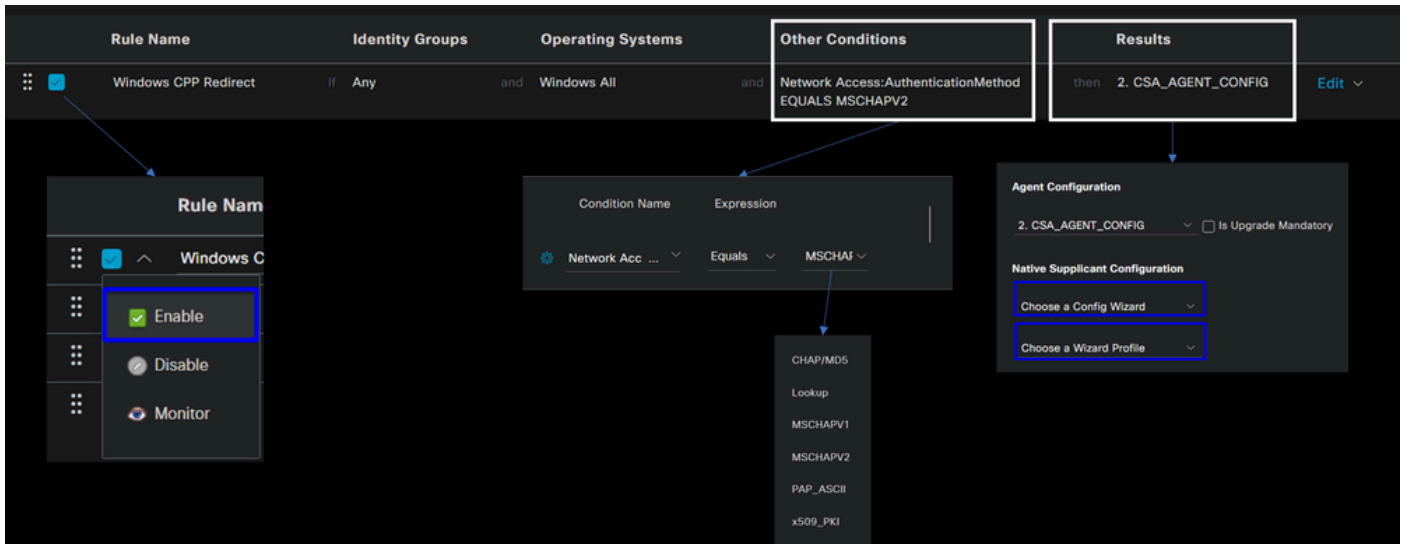 Rule Name Identity Groups Operating Systems Other Conditions Results
Windows CPP Redirect If Any and Windows All and Network Access:AuthenticationMethod then 2. CSA_AGENT_CONFIG Edit
EQUALS MSCHAPV2
Rule Nam
Windows C
Enable
Disable
Monitor
Condition Name Expression
Network Acc ... Equals MSCHAF
CHAP/MD5
Lookup
MSCHAPV1
MSCHAPV2
PAP_ASCII
x509_PKI
Agent Configuration
2. CSA_AGENT_CONFIG Is Upgrade Mandatory
Native Supplicant Configuration
Choose a Config Wizard
Choose a Wizard Profile